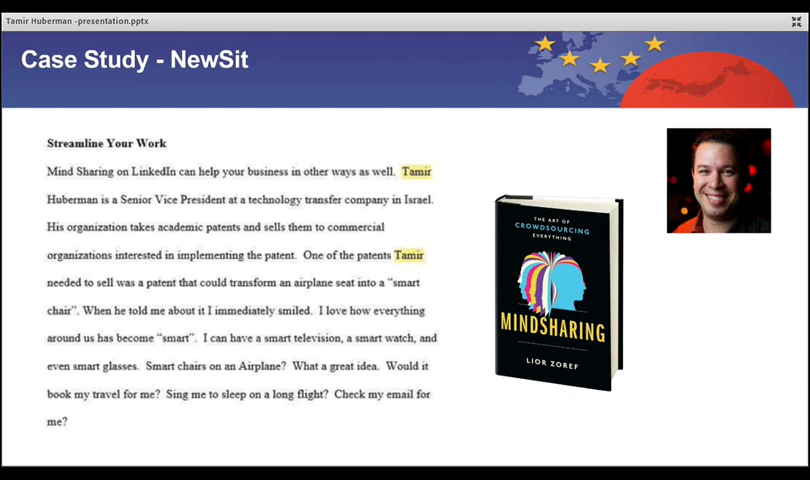 Tamir Huberman -presentation.pptx
Case Study - NewSit
Streamline Your Work
Mind Sharing on LinkedIn can help your business in other ways as well. Tamir
Huberman is a Senior Vice President at a technology transfer company in Israel.
His organization takes academic patents and sells them to commercial
organizations interested in implementing the patent. One of the patents Tamir
needed to sell was a patent that could transform an airplane seat into a “smart
chair”. When he told me about it I immediately smiled. I love how everything
around us has become “smart”. I can have a smart television, a smart watch, and
even smart glasses. Smart chairs on an Airplane? What a great idea. Would it
book my travel for me? Sing me to sleep on a long flight? Check my email for
me?
THE ART OF
CROWDSOURCING
EVERYTHING
MINDSHARING
LIOR ZOREF